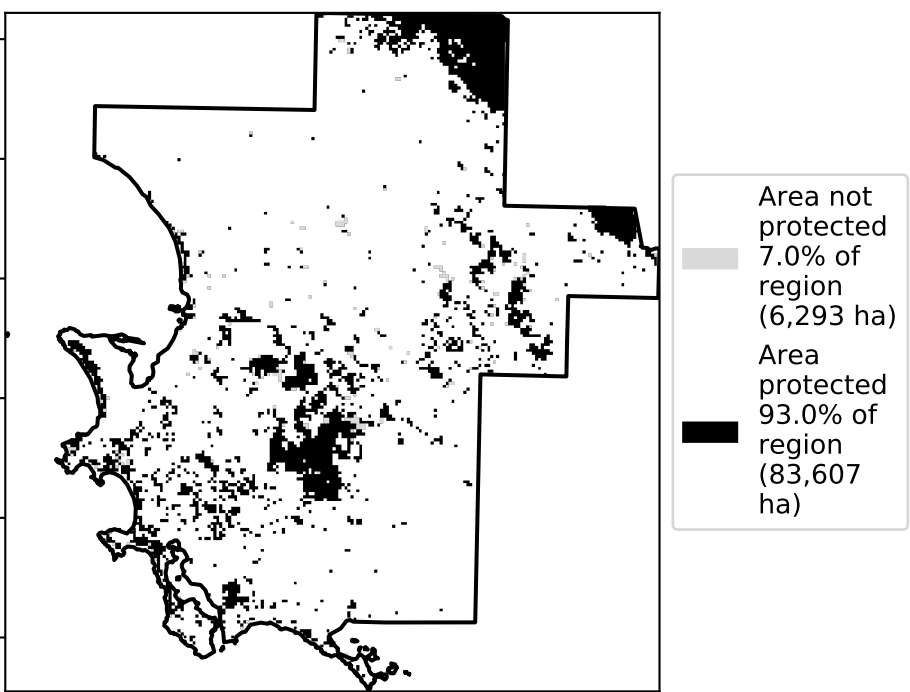 Area not
protected
7.0% of
region
(6,293 ha)
Area
protected
93.0% of
region
(83,607
ha)